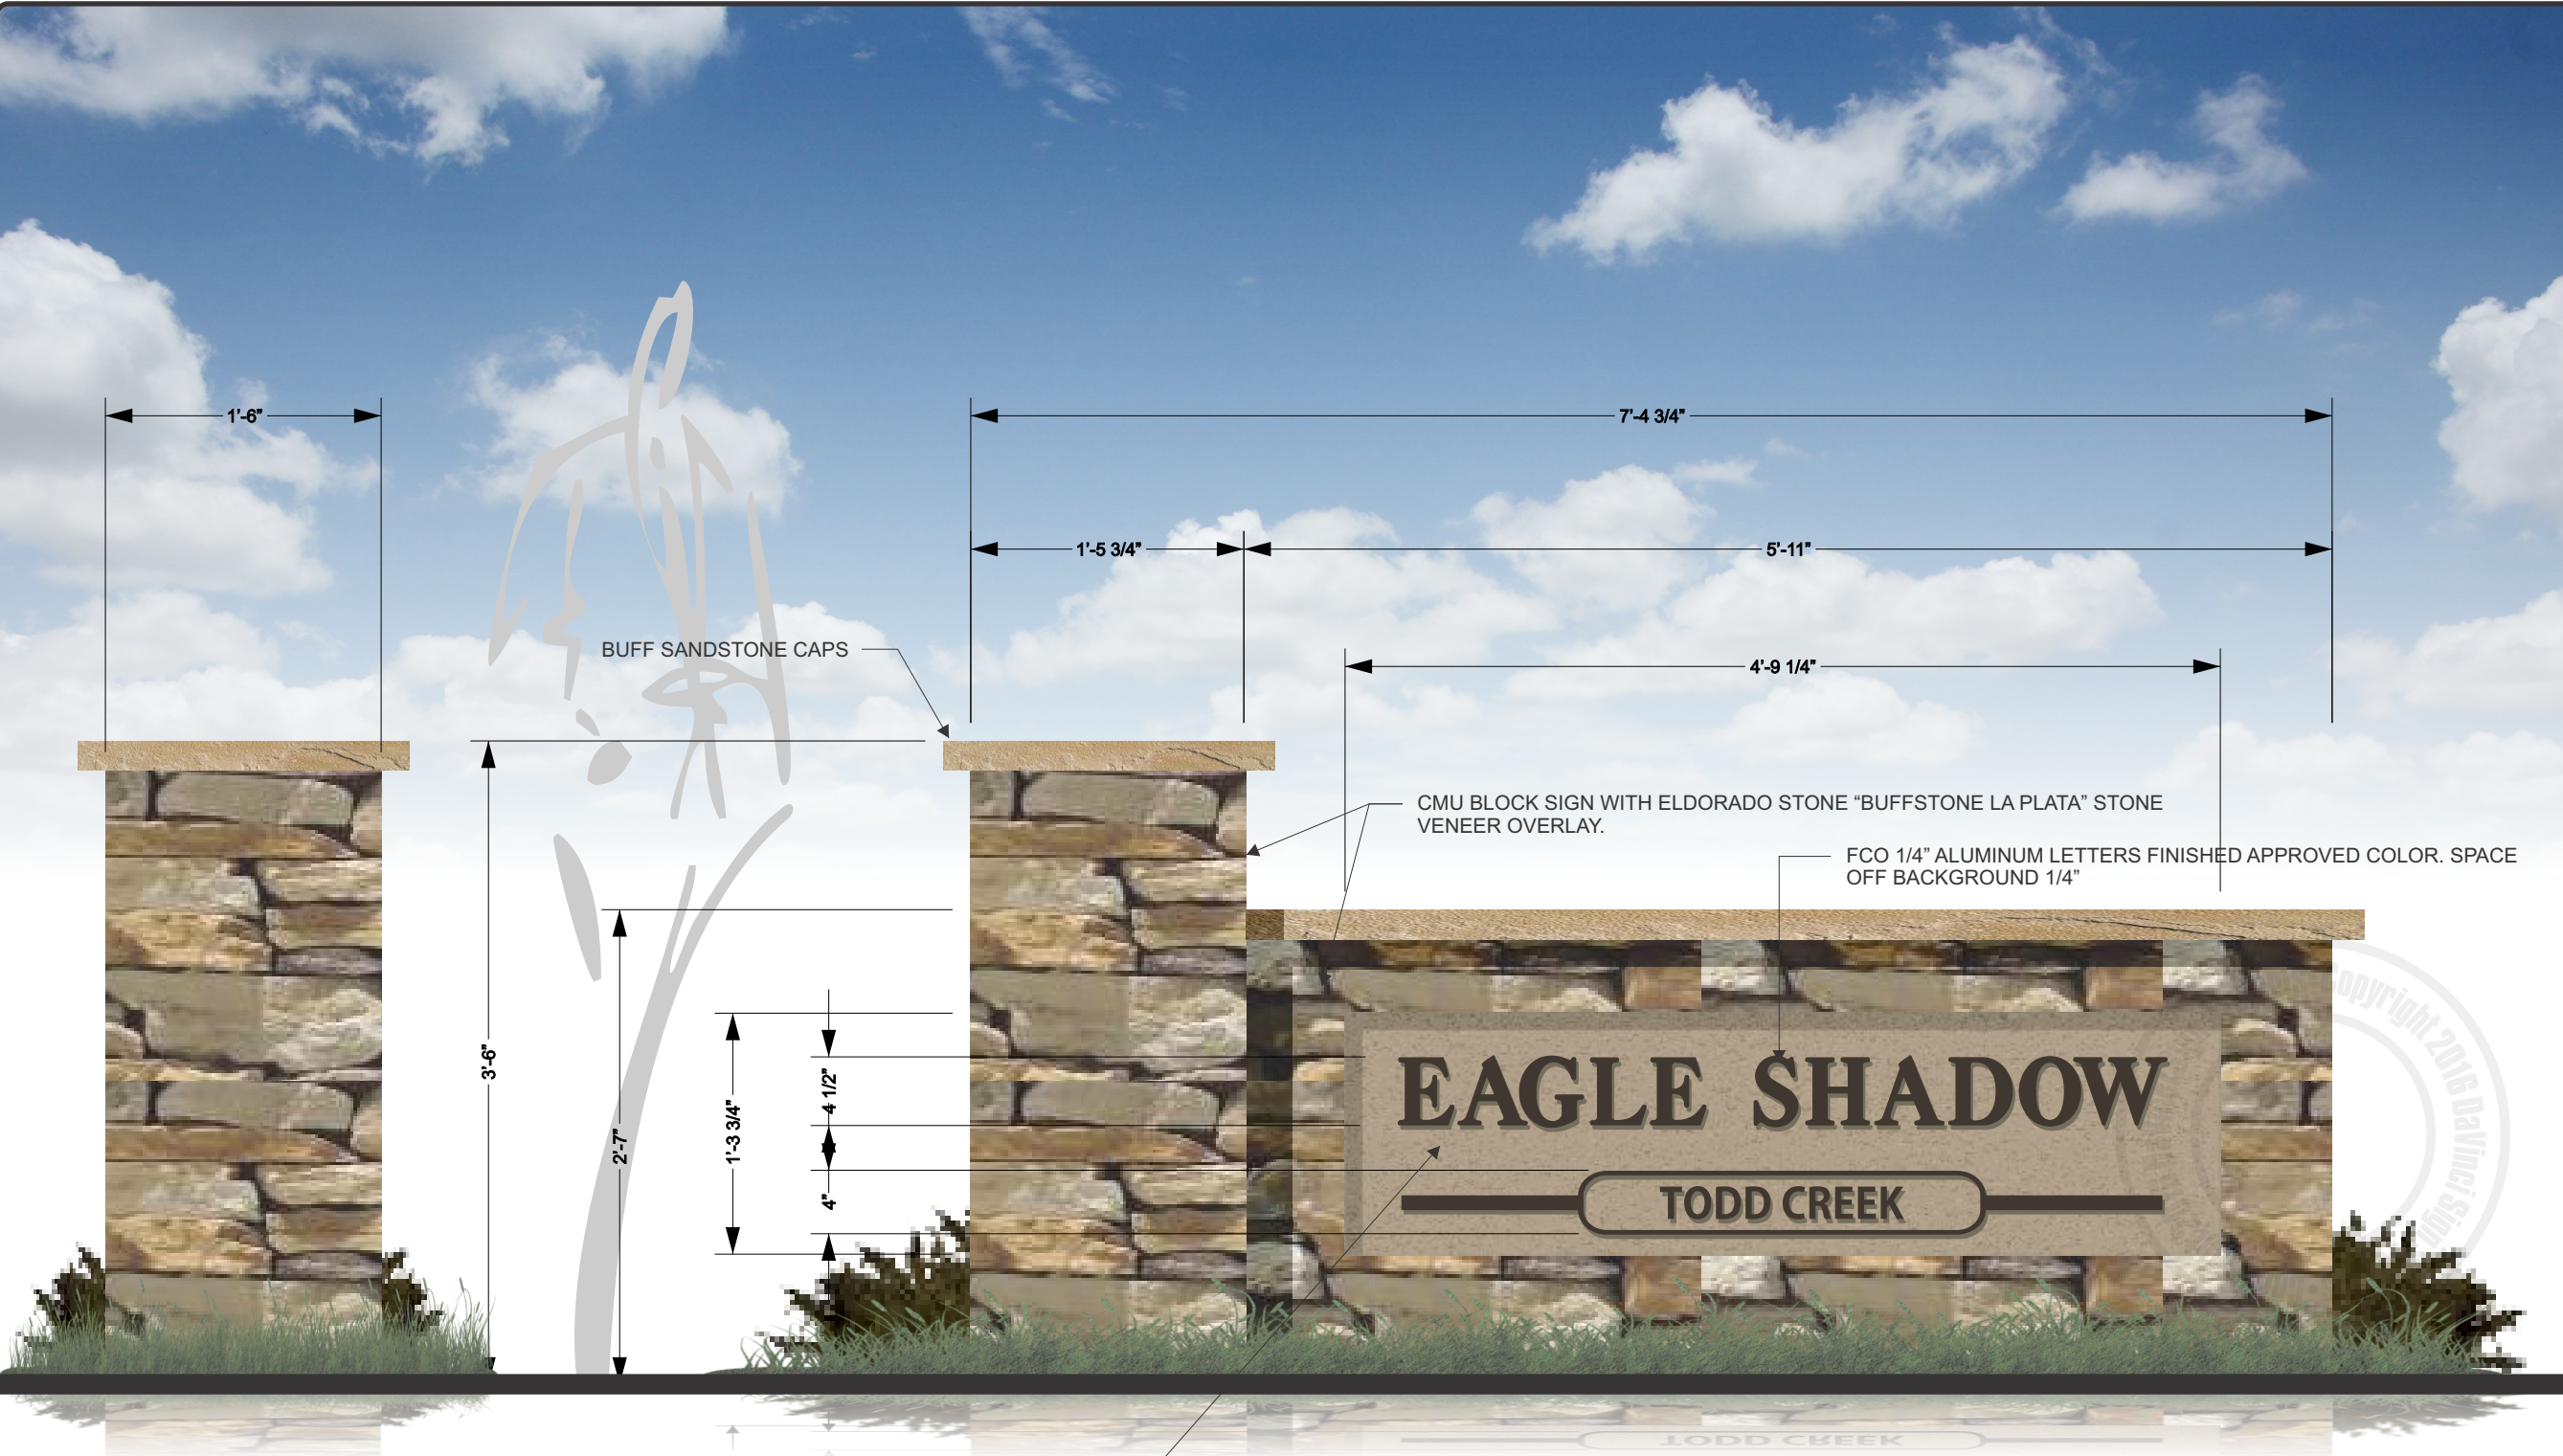 1'-6”
7'-4 3/4”
1'-5 3/4”
5'-11”
BUFF SANDSTONE CAPS
4'-9 1/4”
CMU BLOCK SIGN WITH ELDORADO STONE “BUFFSTONE LA PLATA” STONE
VENEER OVERLAY.
FCO 1/4” ALUMINUM LETTERS FINISHED APPROVED COLOR. SPACE
OFF BACKGROUND 1/4”
3'-6”
2'-7”
1'-3 3/4”
4 1/2”
4”
EAGLE SHADOW
TODD CREEK
Copyright 2016 DaVinci Sign
TODD CREEK